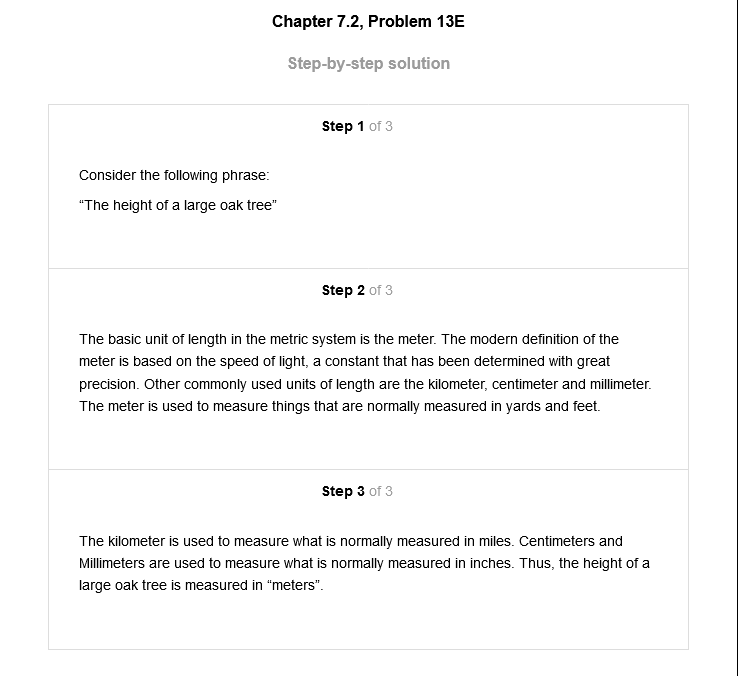 Chapter 7.2, Problem 13E
Step-by-step solution
Step 1 of 3
Consider the following phrase:
“The height of a large oak tree”
Step 2 of 3
The basic unit of length in the metric system is the meter. The modern definition of the
meter is based on the speed of light, a constant that has been determined with great
precision. Other commonly used units of length are the kilometer, centimeter and millimeter.
The meter is used to measure things that are normally measured in yards and feet.
Step 3 of 3
The kilometer is used to measure what is normally measured in miles. Centimeters and
Millimeters are used to measure what is normally measured in inches. Thus, the height of a
large oak tree is measured in “meters”.